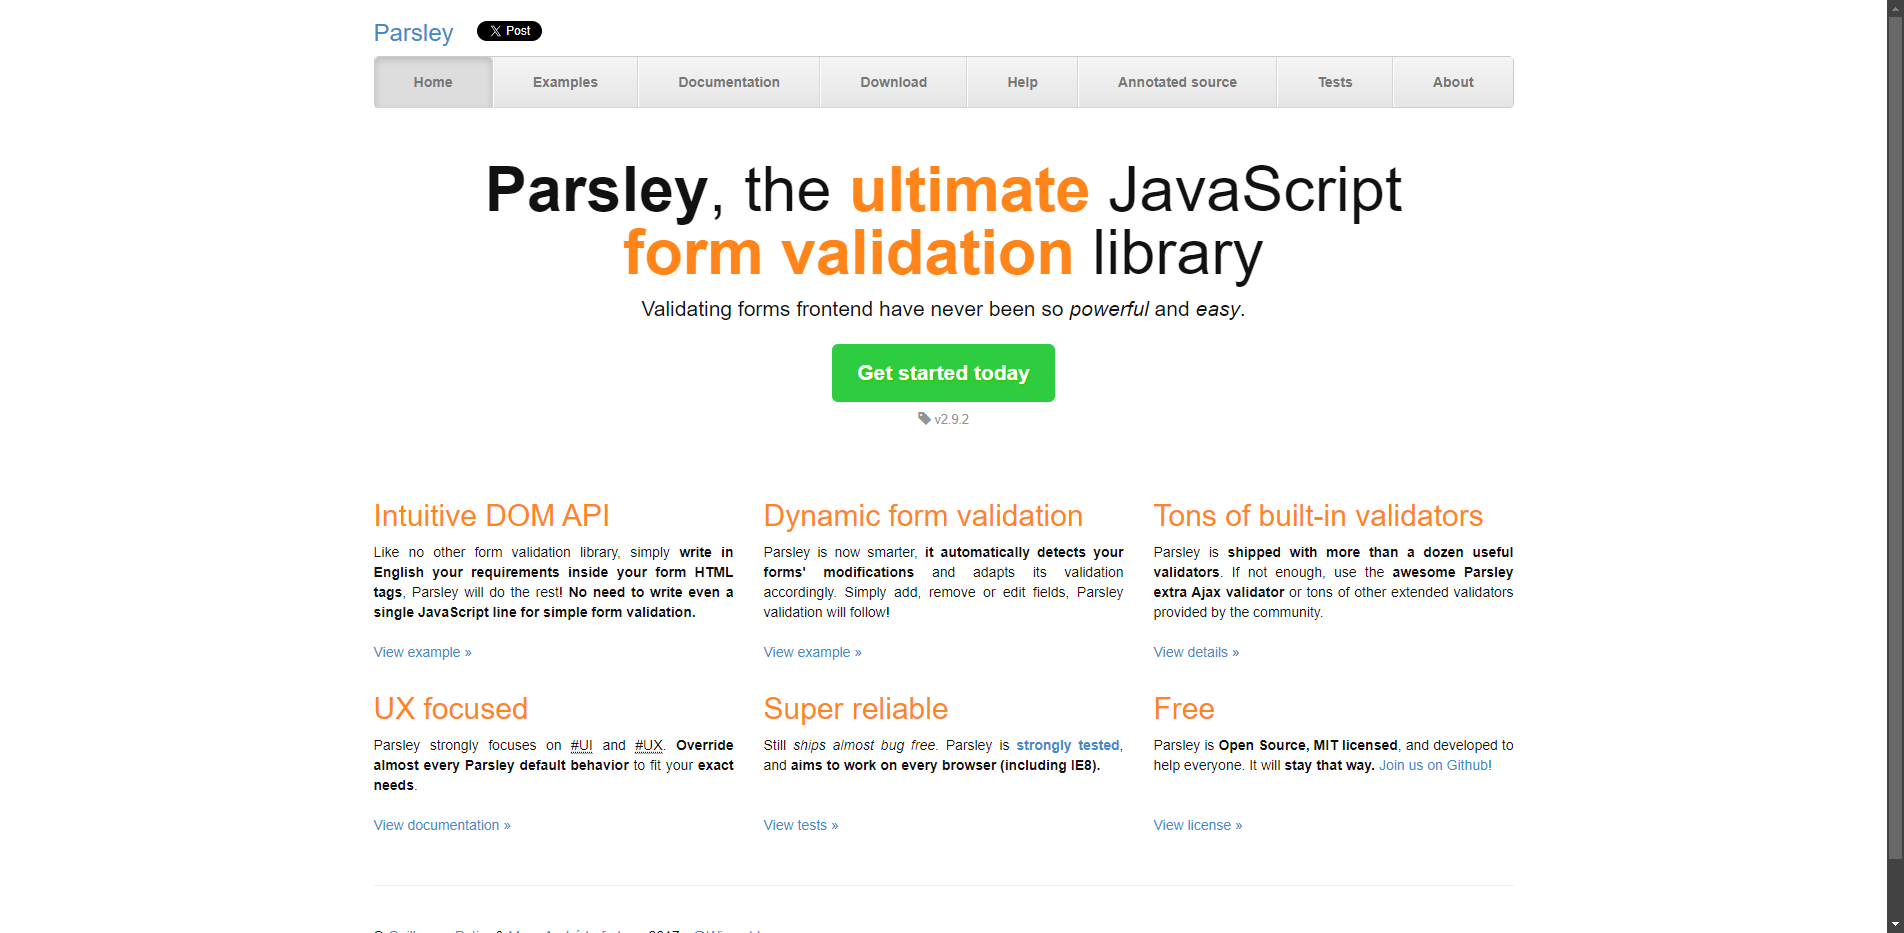 Parsley
Post
Home Examples Documentation Download Help Annotated source Tests About
Parsley, the ultimate JavaScript
form validation library
Validating forms frontend have never been so powerful and easy.
Get started today
v2.9.2
Intuitive DOM API
Like no other form validation library, simply write in
English your requirements inside your form HTML
tags, Parsley will do the rest! No need to write even a
single JavaScript line for simple form validation.
View example »
Dynamic form validation
Parsley is now smarter, it automatically detects your
forms' modifications and adapts its validation
accordingly. Simply add, remove or edit fields, Parsley
validation will follow!
View example »
Tons of built-in validators
Parsley is shipped with more than a dozen useful
validators. If not enough, use the awesome Parsley
extra Ajax validator or tons of other extended validators
provided by the community.
View details »
UX focused
Parsley strongly focuses on #UI and #UX. Override
almost every Parsley default behavior to fit your exact
needs.
View documentation »
Super reliable
Still ships almost bug free. Parsley is strongly tested,
and aims to work on every browser (including IE8).
View tests »
Free
Parsley is Open Source, MIT licensed, and developed to
help everyone. It will stay that way. Join us on Github!
View license »